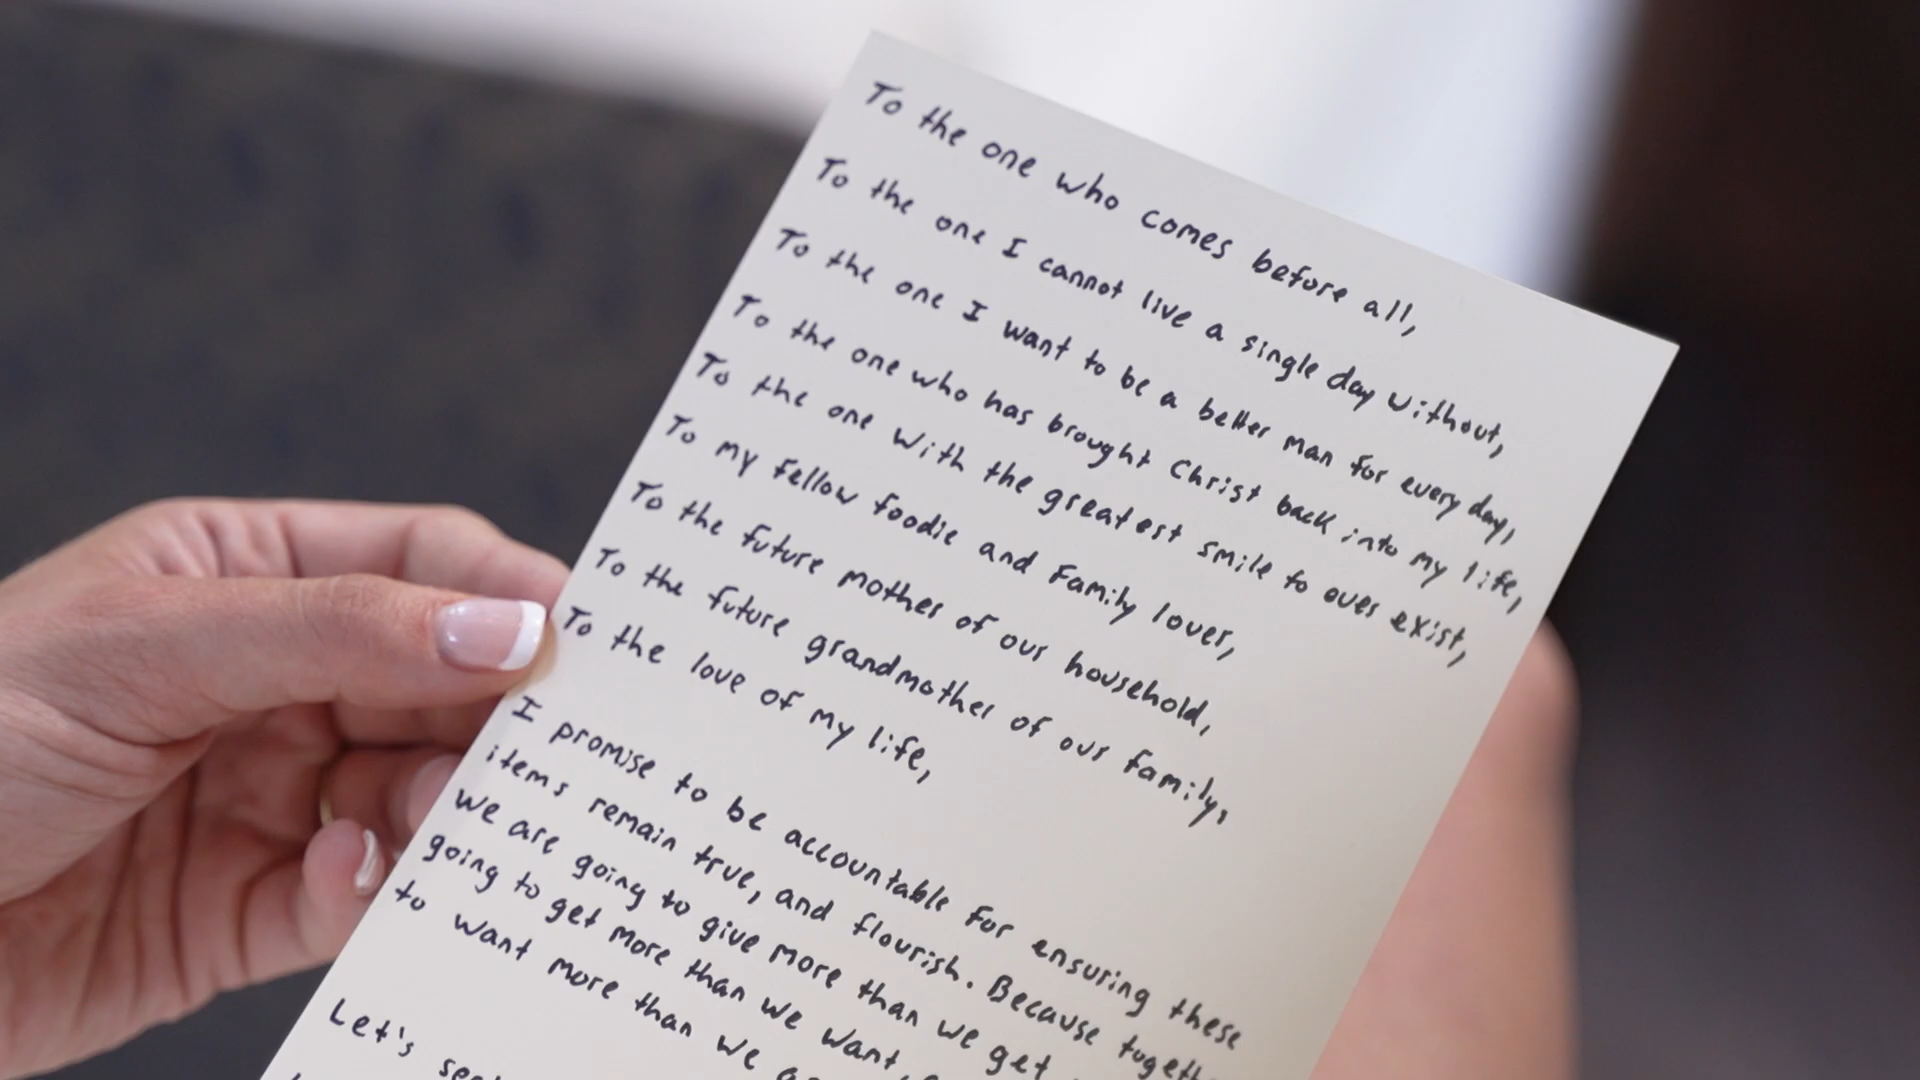 To the one who comes before all,
To the one I cannot live a single day without,
To the one I want to be a better man for every day,
To the one who has brought Christ back into my life,
To the one with the greatest smile to ever exist,
To my fellow foodie and family lover,
To the future mother of our household,
To the future grandmother of our family,
To the love of my life,
I promise to be accountable for ensuring these
items remain true, and flourish. Because
we are going to give more than we get
going to get more than we want,
to want more than we
Let's